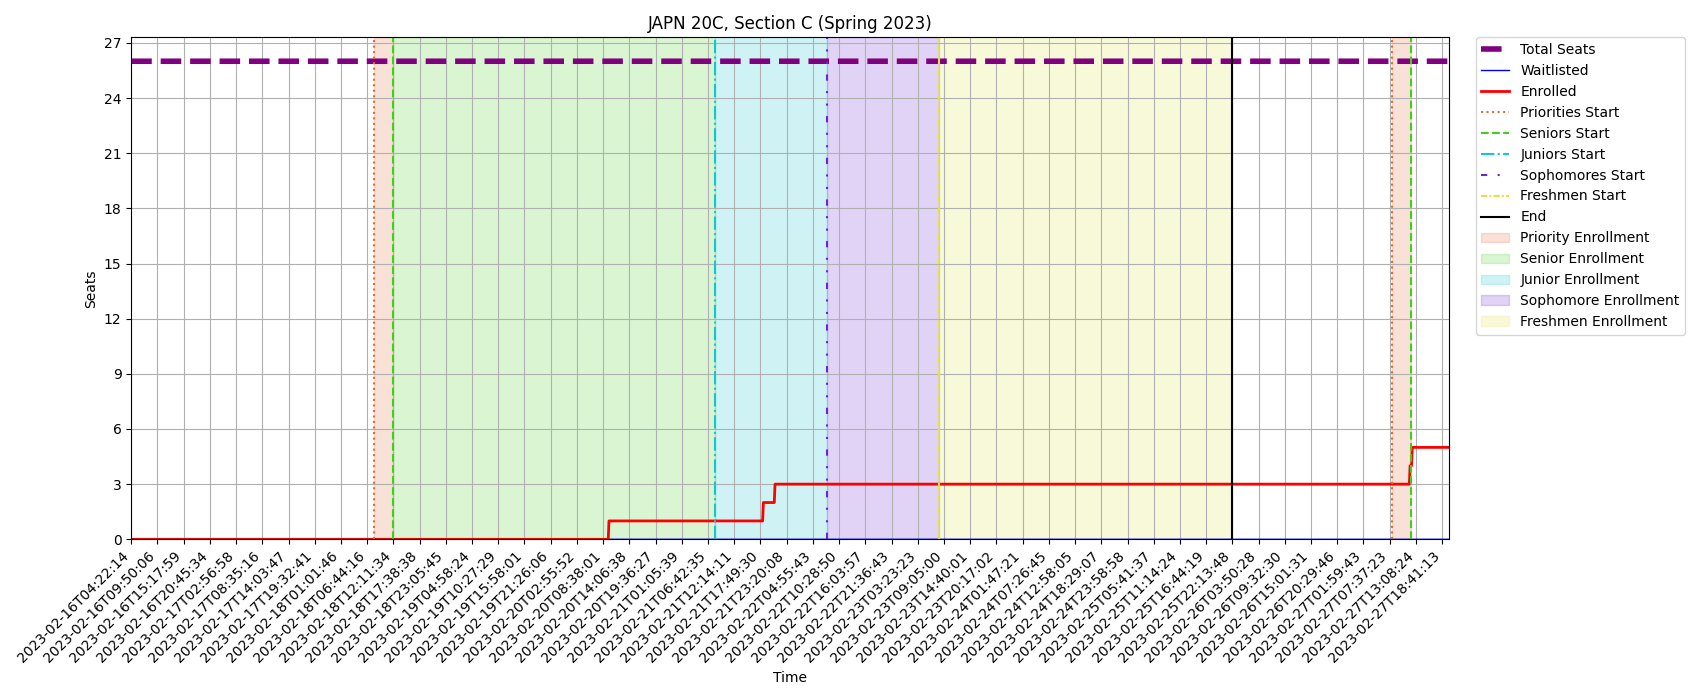 JAPN 20C, Section C (Spring 2023)
Seats
27
24
21
18
15
12
9
6
3
0
2023-02-16T04:22:14
2023-02-16T09:50:06
2023-02-16T15:17:59
2023-02-16T20:45:34
2023-02-17T02:56:58
2023-02-17T08:35:16
2023-02-17T14:03:47
2023-02-17T19:32:41
2023-02-18T01:01:46
2023-02-18T06:44:16
2023-02-18T12:11:34
2023-02-18T17:38:38
2023-02-18T23:05:45
2023-02-19T04:58:24
2023-02-19T10:27:29
2023-02-19T15:58:01
2023-02-19T21:26:06
2023-02-20T02:55:52
2023-02-20T08:38:01
2023-02-20T14:06:38
2023-02-20T19:36:27
2023-02-21T01:05:39
2023-02-21T06:42:35
2023-02-21T12:14:11
2023-02-21T17:49:30
2023-02-21T23:20:08
2023-02-22T04:55:43
2023-02-22T10:28:50
2023-02-22T16:03:57
2023-02-22T21:36:43
2023-02-23T03:23:23
2023-02-23T09:05:00
2023-02-23T14:40:01
2023-02-23T20:17:02
2023-02-24T01:47:21
2023-02-24T07:26:45
2023-02-24T12:58:05
2023-02-24T18:29:07
2023-02-24T23:58:58
2023-02-25T05:41:37
2023-02-25T11:14:24
2023-02-25T16:44:19
2023-02-25T22:13:48
2023-02-26T03:50:28
2023-02-26T09:32:30
2023-02-26T15:01:31
2023-02-26T20:29:46
2023-02-27T01:59:43
2023-02-27T07:37:23
2023-02-27T13:08:24
2023-02-27T18:41:13
Time
Total Seats
Waitlisted
Enrolled
Priorities Start
Seniors Start
Juniors Start
Sophomores Start
Freshmen Start
End
Priority Enrollment
Senior Enrollment
Junior Enrollment
Sophomore Enrollment
Freshmen Enrollment